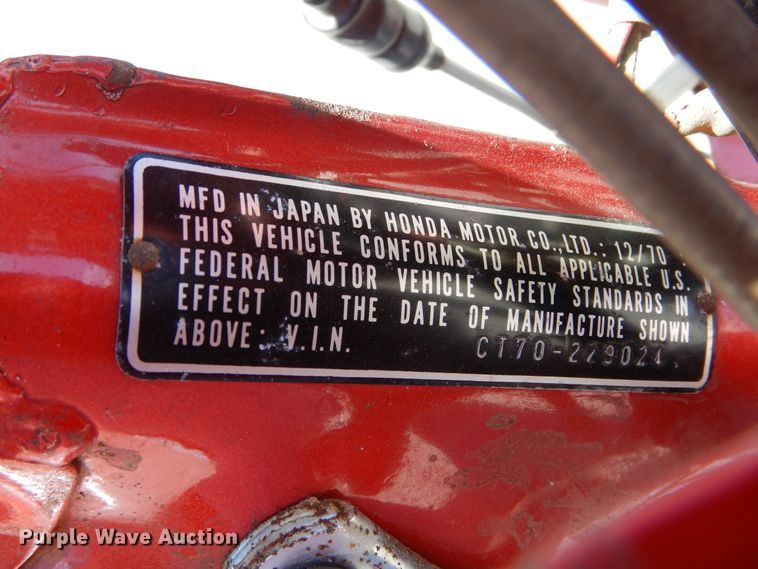 MFD IN JAPAN BY HONDA MOTOR CO.,LTD.: 12/70
THIS VEHICLE CONFORMS TO ALL APPLICABLE U.S.
FEDERAL MOTOR VEHICLE SAFETY STANDARDS IN
EFFECT ON THE DATE OF MANUFACTURE SHOWN
ABOVE: V.I.N. CT70-229024
Purple Wave Auction